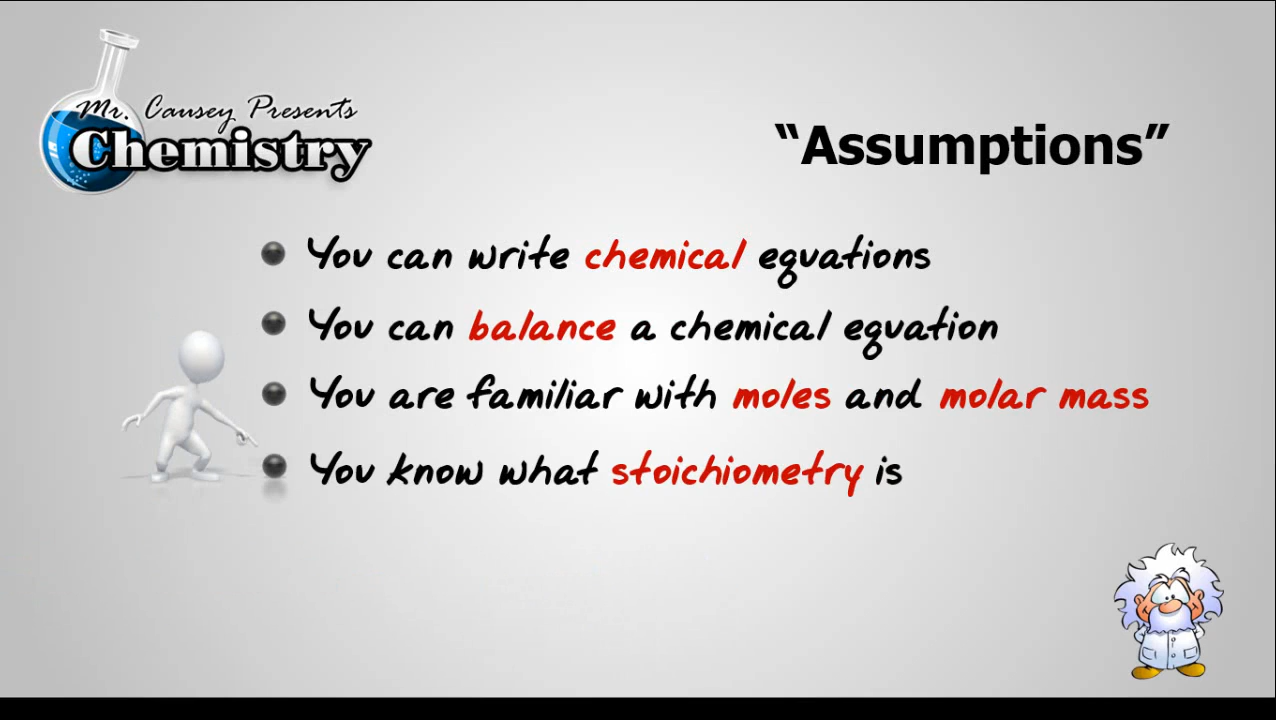 Mr. Causey Presents
Chemistry
“Assumptions”
You can write chemical equations
You can balance a chemical equation
You are familiar with moles and molar mass
You know what stoichiometry is